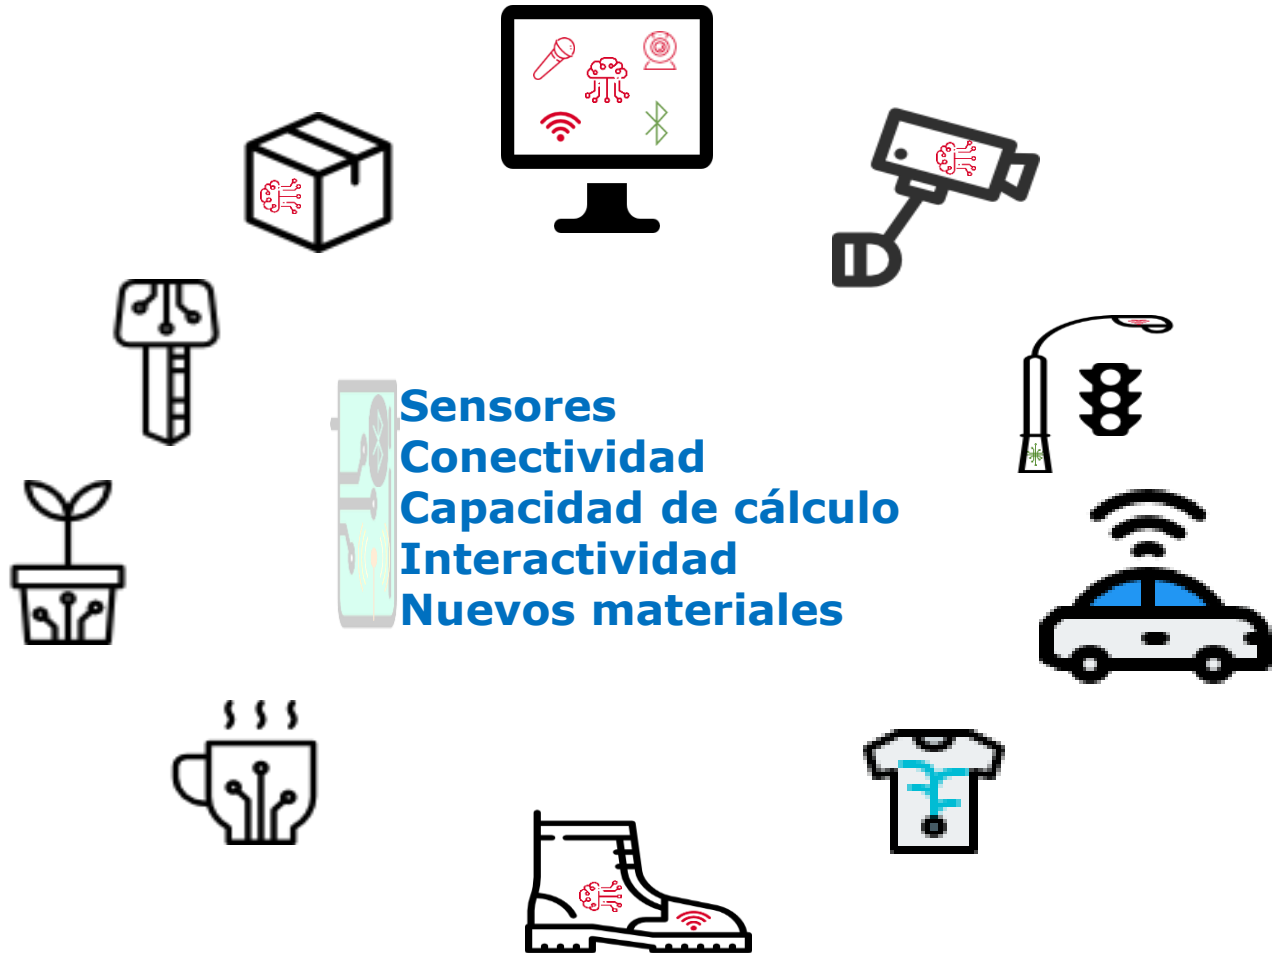 Sensores
Conectividad
Capacidad de cálculo
Interactividad
Nuevos materiales